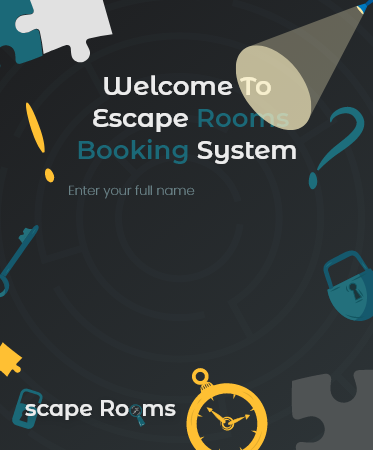 Welcome To
Escape Rooms
Booking System
Enter your full name
scape Rooms